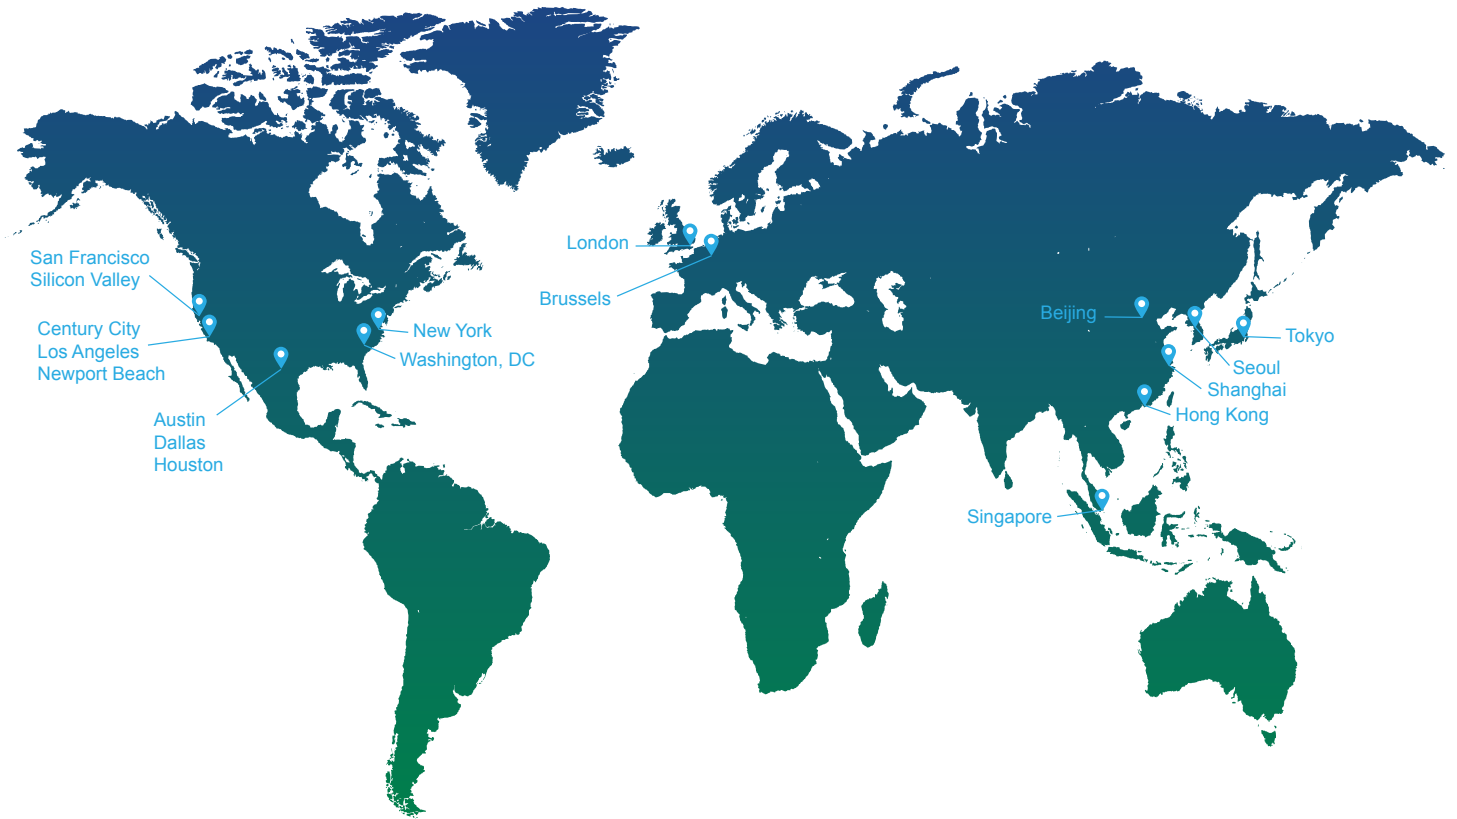 San Francisco
Silicon Valley
Century City
Los Angeles
Newport Beach
Austin
Dallas
Houston
New York
Washington, DC
London
Brussels
Beijing
Tokyo
Seoul
Shanghai
Hong Kong
Singapore